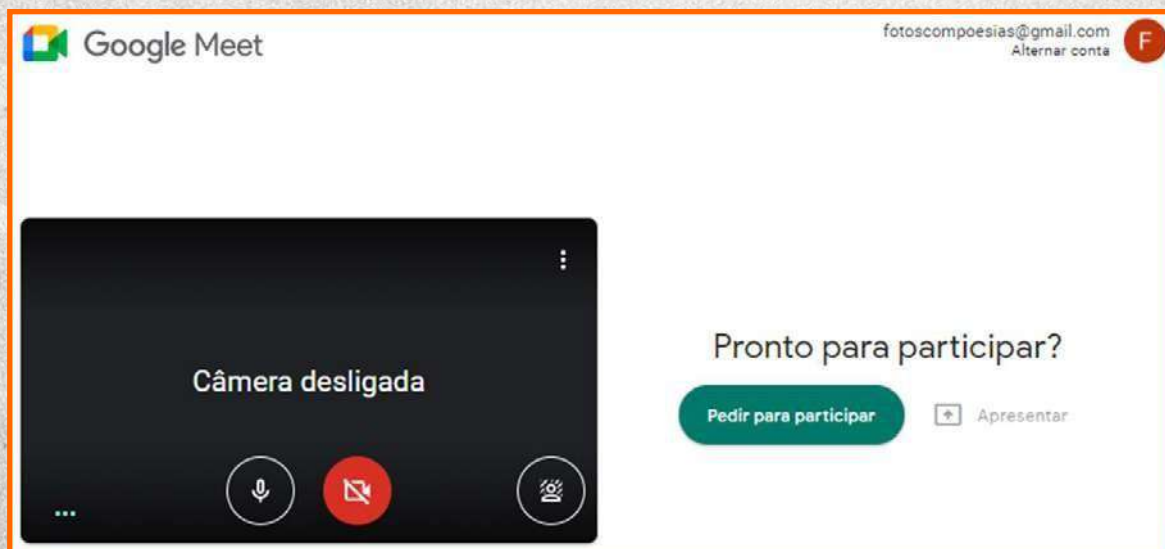 Google Meet
fotoscompoesias@gmail.com
Alternar conta
F
Câmera desligada
Pronto para participar?
Pedir para participar
Apresentar